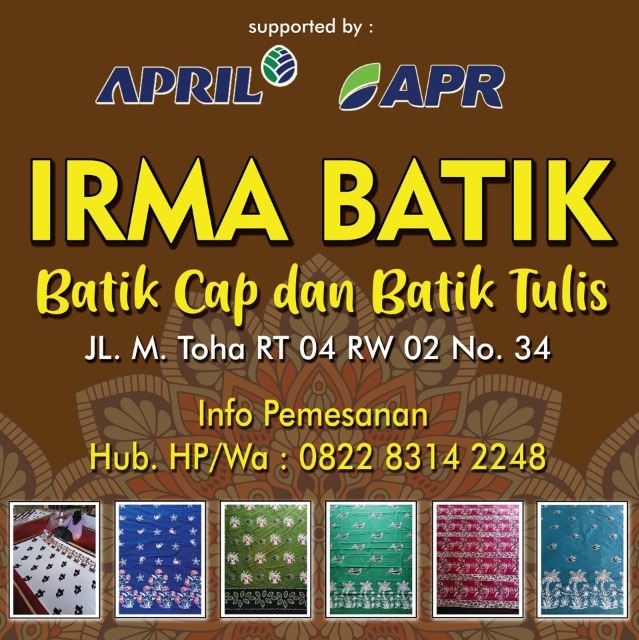 supported by :
APRIL APR
IRMA BATIK
Batik Cap dan Batik Tulis
JL. M. Toha RT 04 RW 02 No. 34
Info Pemesanan
Hub. HP/Wa : 0822 8314 2248